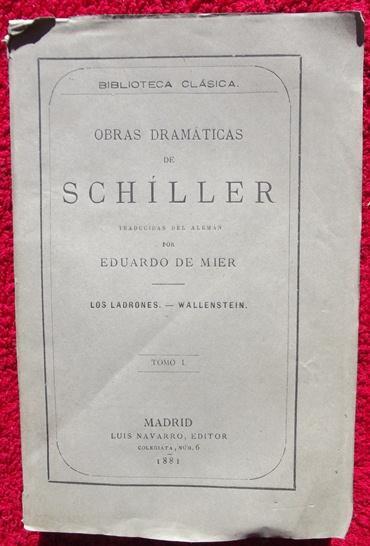 BIBLIOTECA CLÁSICA.
OBRAS DRAMÁTICAS
DE
SCHÍLLER
TRADUCIDAS DEL ALEMÁN
POR
EDUARDO DE MIER
LOS LADRONES. — WALLENSTEIN.
TOMO I.
MADRID
LUIS NAVARRO, EDITOR
COLEGIATA, NÚM. 6
1881